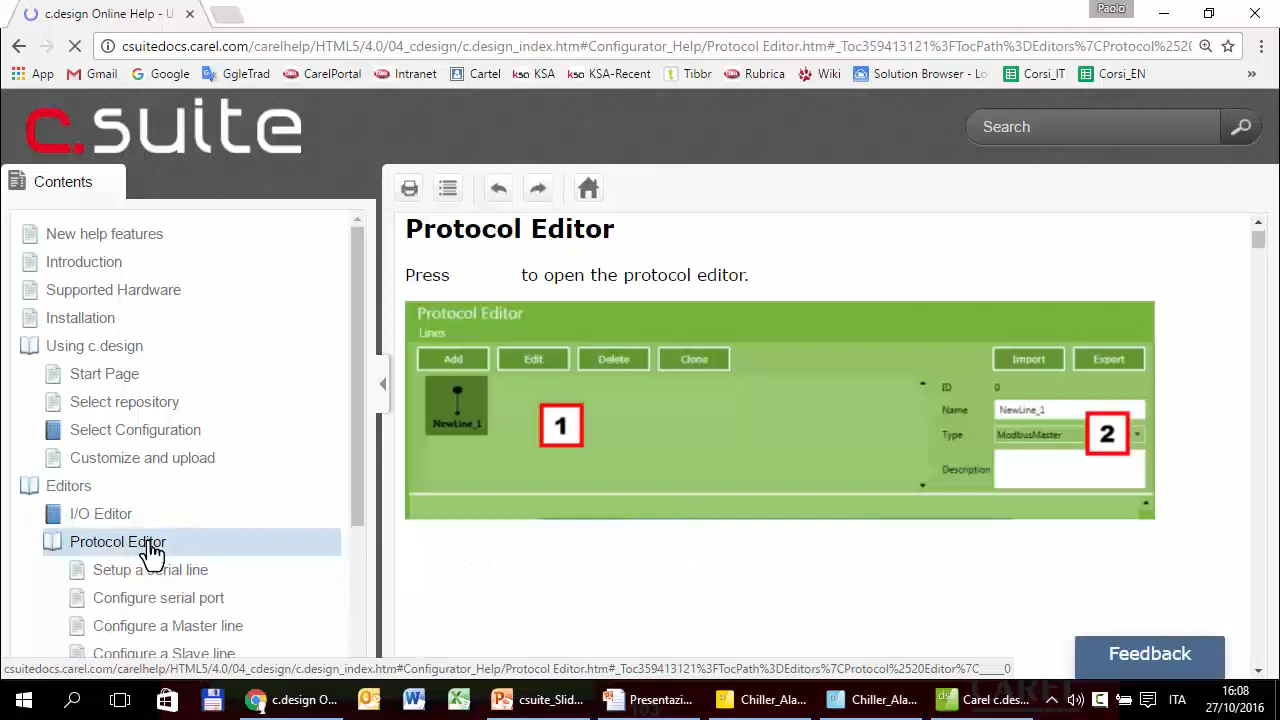 c.design Online Help - U
Paolo
csuitedocs.carel.com/carelhelp/HTML5/4.0/04_cdesign/c.design_index.htm#Configurator_Help/Protocol Editor.htm#_Toc359413121%3FTocPath%3DEditors%7CProtocol%2520
App Gmail Google GgleTrad CarelPortal Intranet Cartel KSA KSA-Recent Tibbr Rubrica Wiki Solution Browser - Lo Corsi_IT Corsi_EN »
c.suite
Search
Contents
New help features
Introduction
Supported Hardware
Installation
Using c.design
Start Page
Select repository
Select Configuration
Customize and upload
Editors
I/O Editor
Protocol Editor
Setup a serial line
Configure serial port
Configure a Master line
Configure a Slave line
Protocol Editor
Press to open the protocol editor.
Protocol Editor
Lines
Add Edit Delete Clone Import Export
NewLine_1
1
ID 0
Name NewLine_1
Type ModbusMaster
2
Description
Feedback
csuitedocs.carel.com/carelhelp/HTML5/4.0/04_cdesign/c.design_index.htm#Configurator_Help/Protocol Editor.htm#_Toc359413121%3FTocPath%3DEditors%7CProtocol%2520Editor%7C____0
c.design O... csuite_Slid... Presentazi... Chiller_Ala... Chiller_Ala... Carel c.des... ITA
16:08
27/10/2016